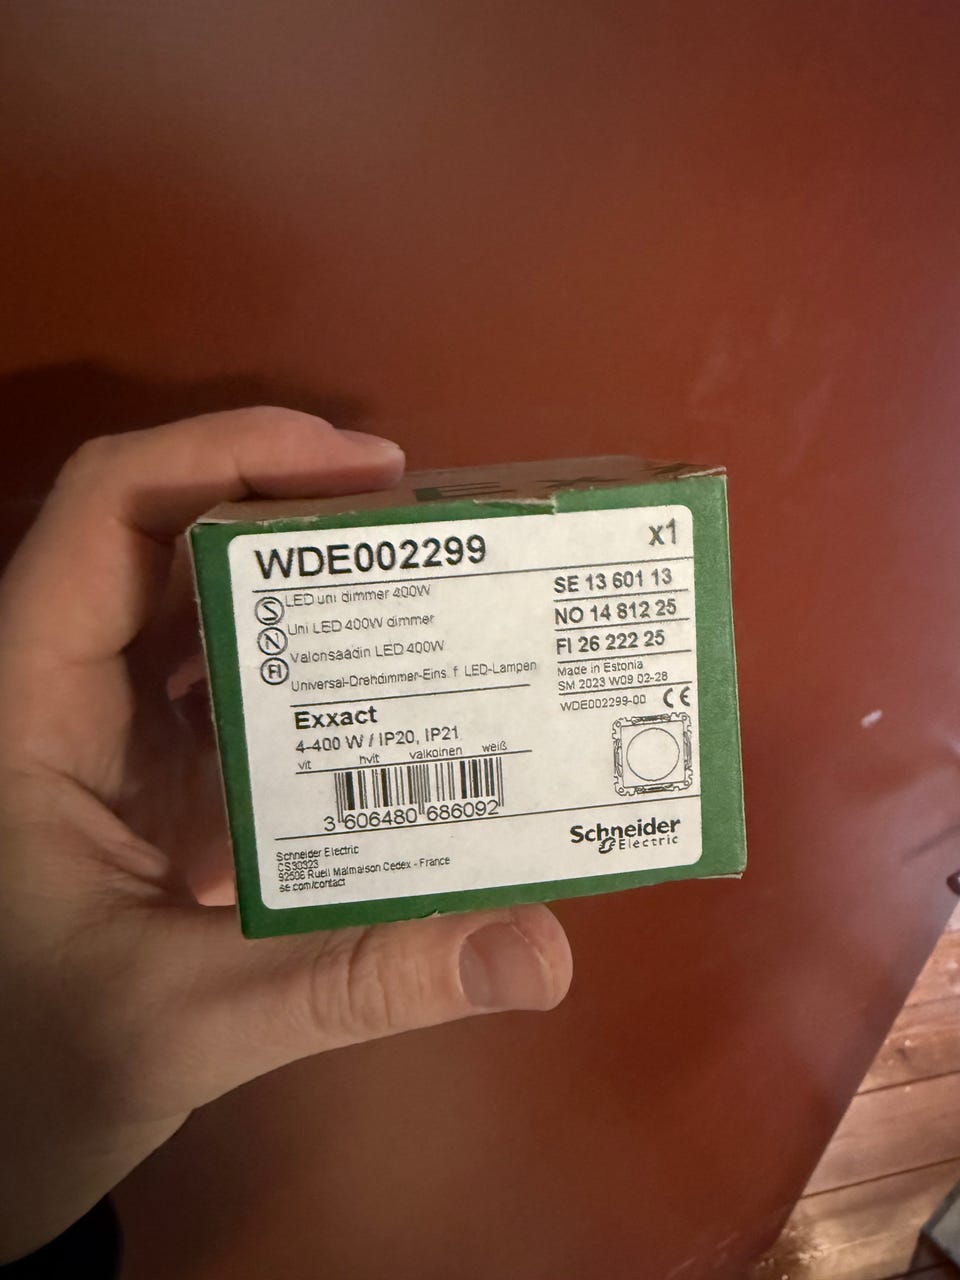 WDE002299
x1
S LED uni dimmer 400W
N Uni LED 400W dimmer
FI Valonsäädin LED 400W
Universal-Drehdimmer-Eins. f. LED-Lampen
SE 13 601 13
NO 14 812 25
FI 26 222 25
Made in Estonia
SM 2023 W09 02-28
WDE002299-00 CE
Exxact
4-400 W / IP20, IP21
vit hvit valkoinen weiß
3 606480 686092
Schneider Electric
CS30323
92506 Rueil Malmaison Cedex - France
se.com/contact
Schneider
Electric